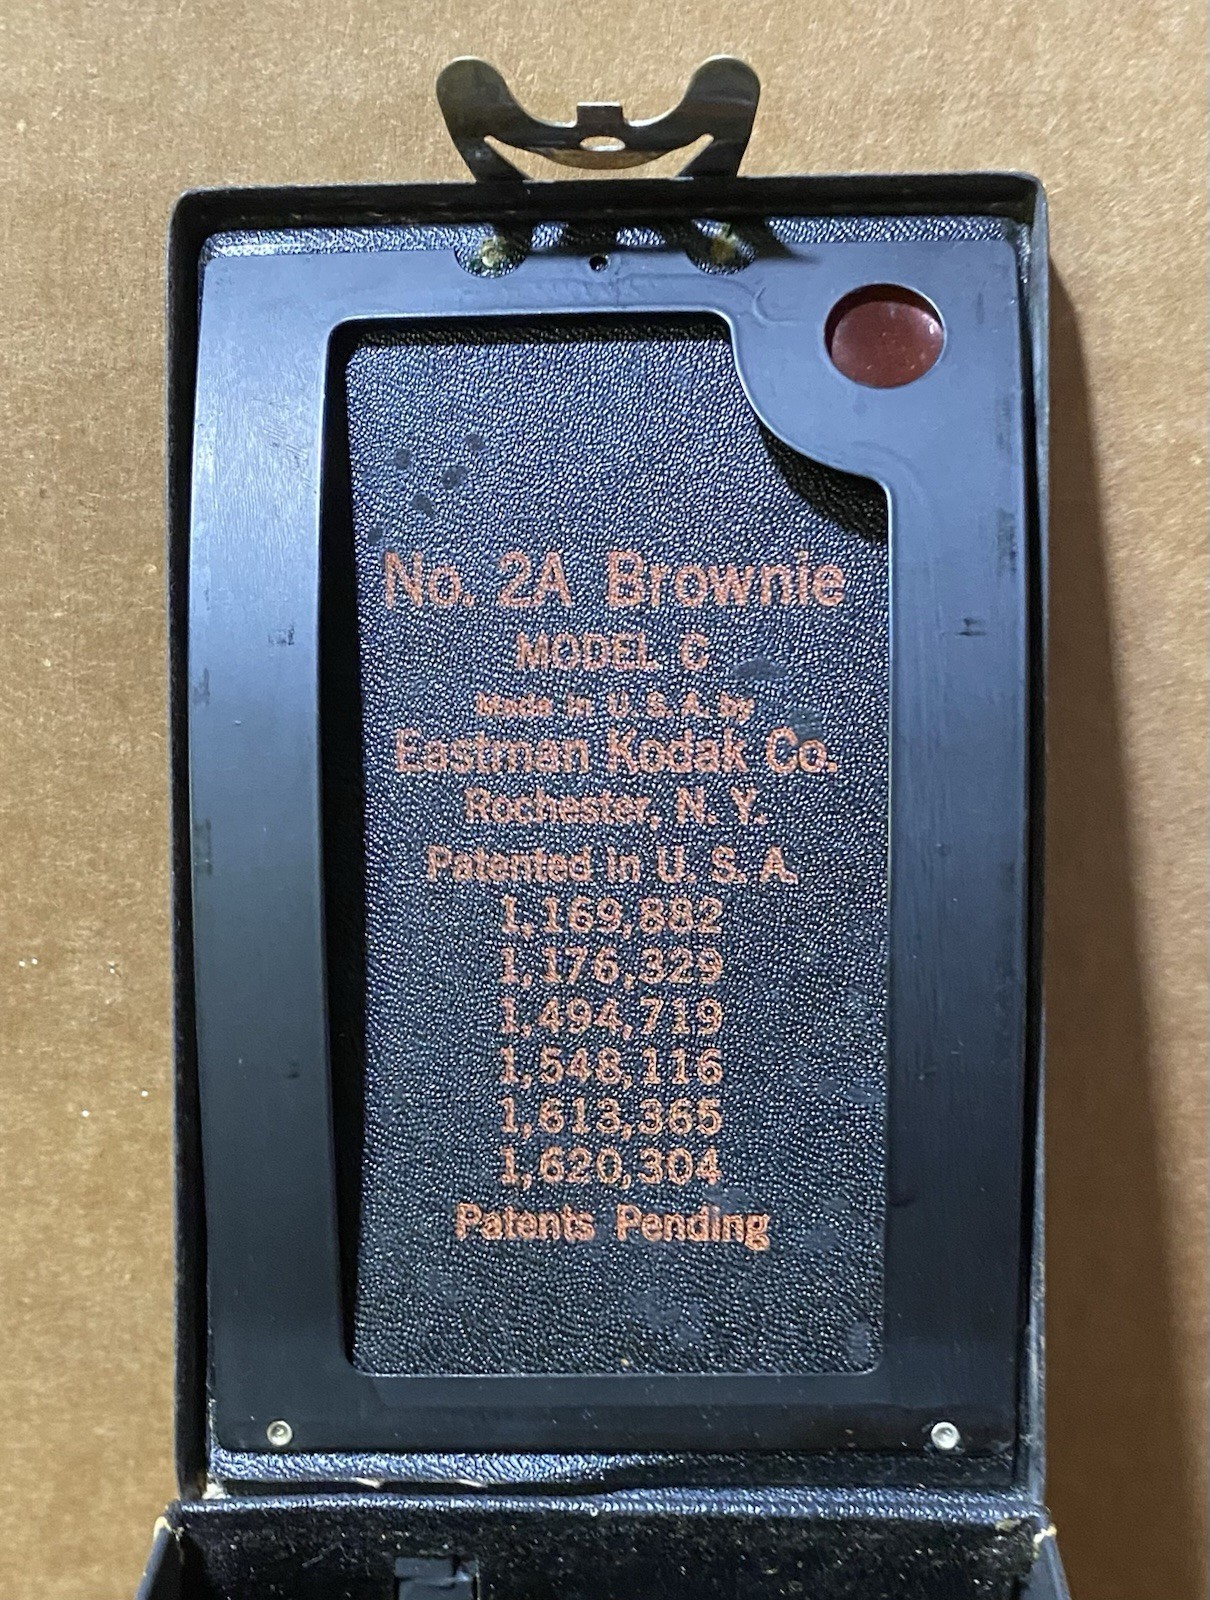 No. 2A Brownie
MODEL C
Made in U.S.A. by
Eastman Kodak Co.
Rochester, N. Y.
Patented in U. S. A.
1,169,882
1,176,329
1,494,719
1,548,116
1,613,365
1,620,304
Patents Pending